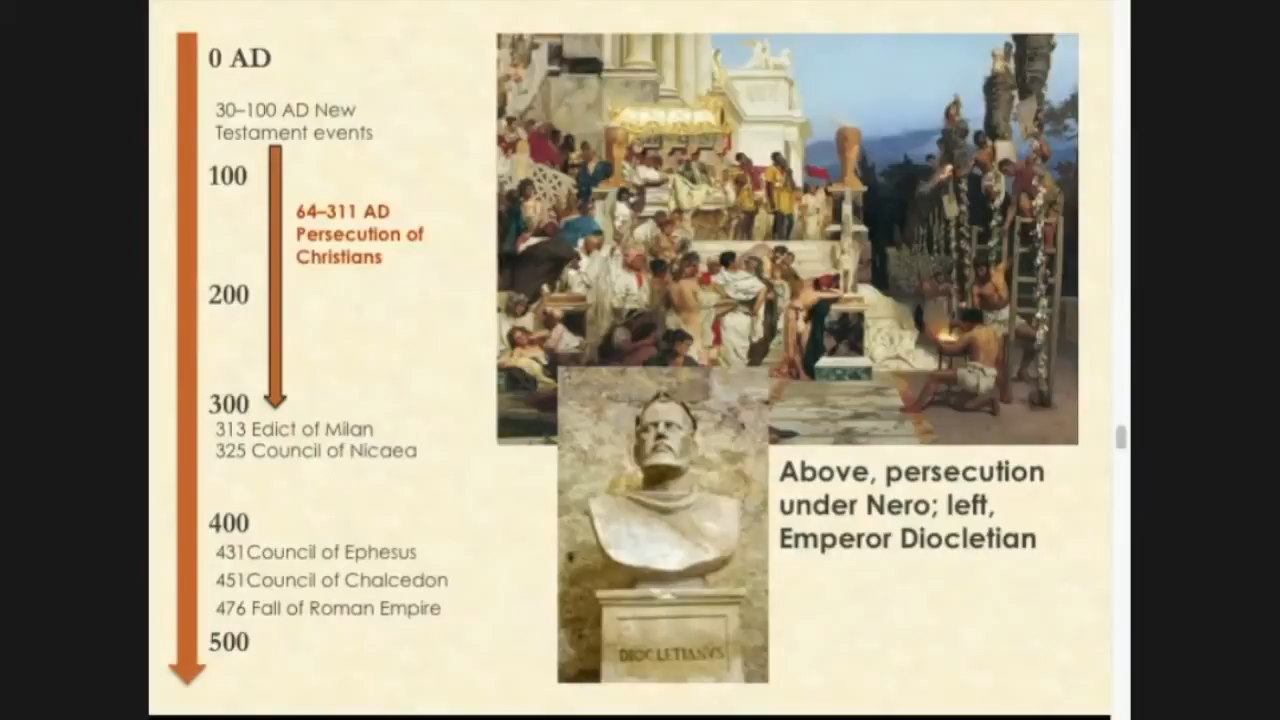 0 AD
30–100 AD New
Testament events
100
64–311 AD
Persecution of
Christians
200
300
313 Edict of Milan
325 Council of Nicaea
400
431Council of Ephesus
451Council of Chalcedon
476 Fall of Roman Empire
500
Above, persecution
under Nero; left,
Emperor Diocletian
DIOCLETIANVS